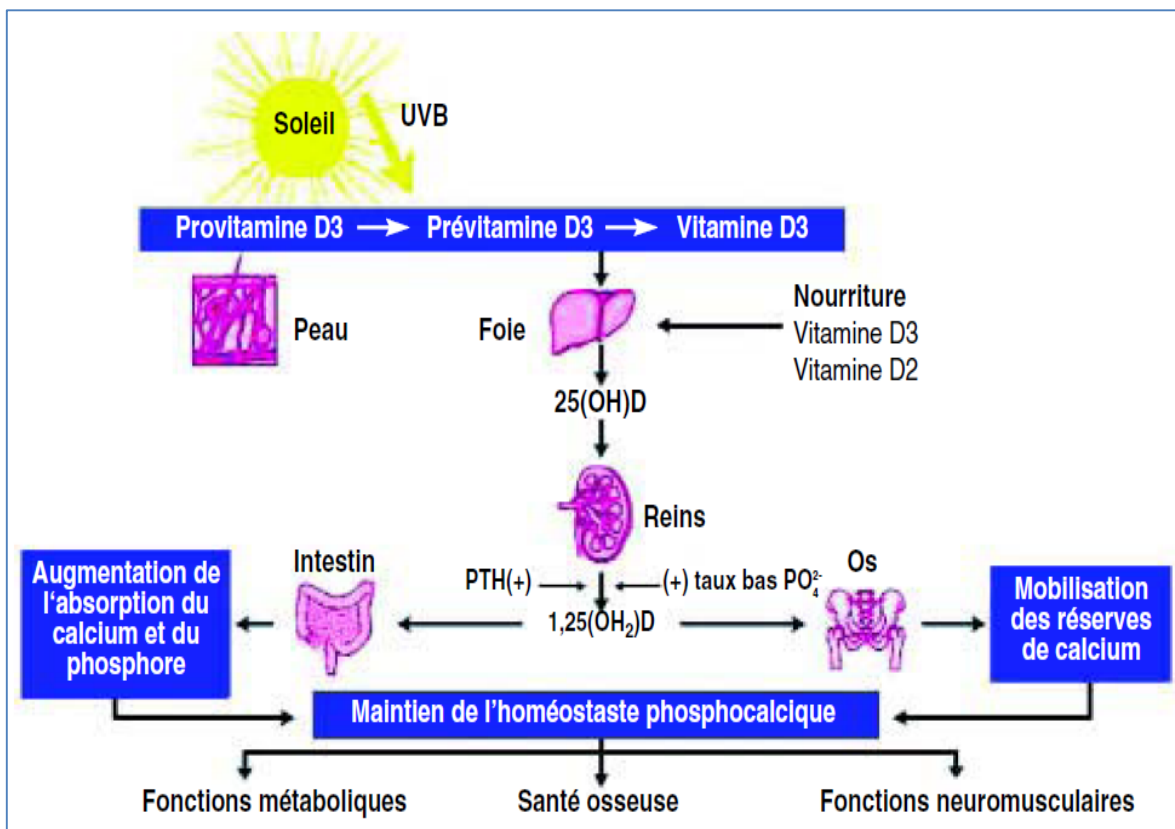 Soleil
UVB
Provitamine D3 → Prévitamine D3 → Vitamine D3
Peau
Foie
Nourriture
Vitamine D3
Vitamine D2
25(OH)D
Reins
Intestin
PTH(+)
(+) taux bas PO₄²⁻
Os
1,25(OH₂)D
Augmentation de
l‘absorption du
calcium et du
phosphore
Mobilisation
des réserves
de calcium
Maintien de l’homéostaste phosphocalcique
Fonctions métaboliques
Santé osseuse
Fonctions neuromusculaires